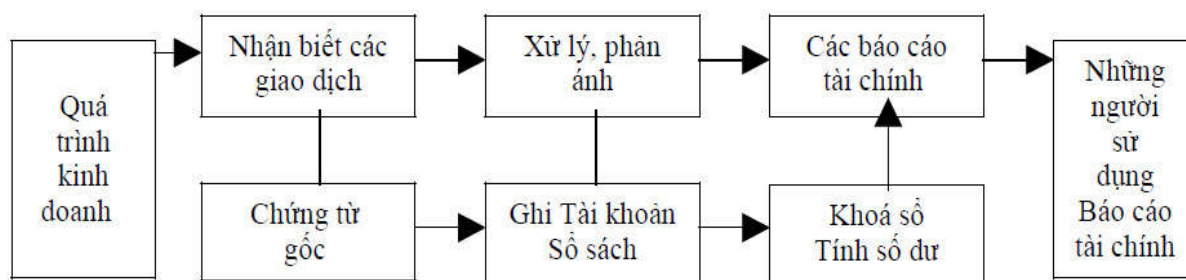 Quá
trình
kinh
doanh
Nhận biết các
giao dịch
Xử lý, phản
ánh
Các báo cáo
tài chính
Những
người
sử
dụng
Báo cáo
tài chính
Chứng từ
gốc
Ghi Tài khoản
Sổ sách
Khoá sổ
Tính số dư